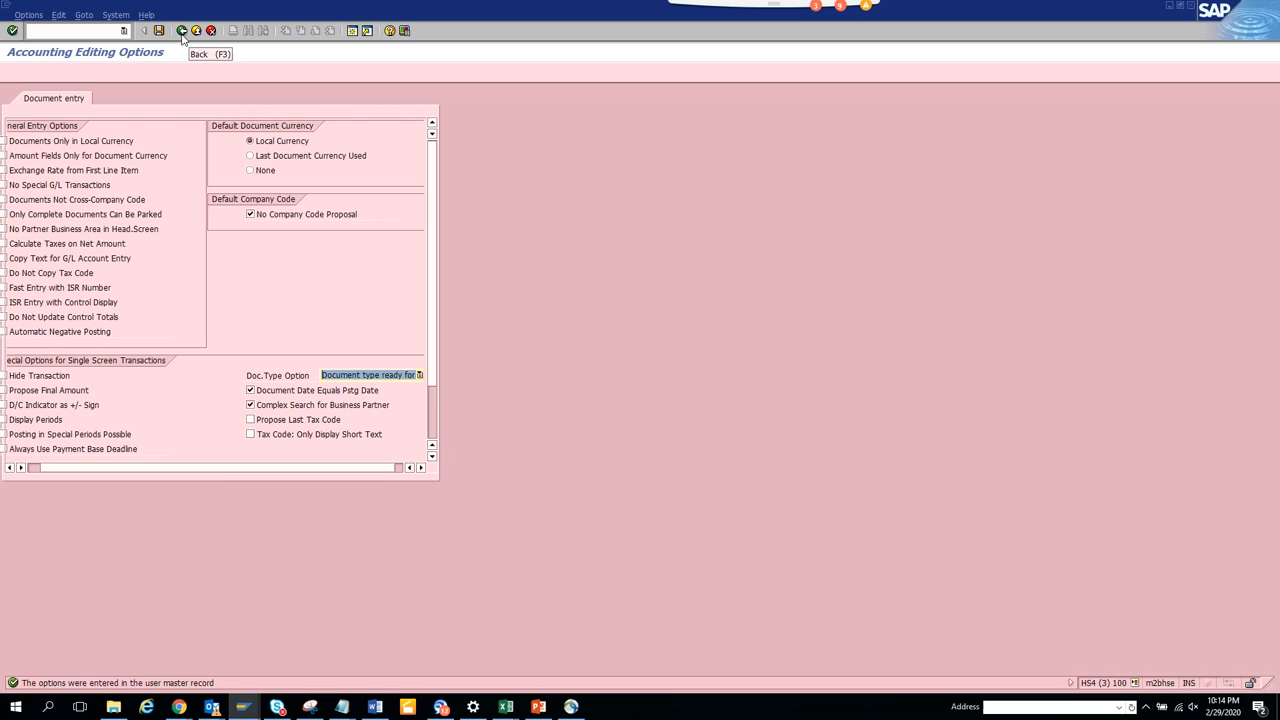 Options Edit Goto System Help
3 9
SAP
Accounting Editing Options
Back (F3)
Document entry
neral Entry Options
Documents Only in Local Currency
Amount Fields Only for Document Currency
Exchange Rate from First Line Item
No Special G/L Transactions
Documents Not Cross-Company Code
Only Complete Documents Can Be Parked
No Partner Business Area in Head.Screen
Calculate Taxes on Net Amount
Copy Text for G/L Account Entry
Do Not Copy Tax Code
Fast Entry with ISR Number
ISR Entry with Control Display
Do Not Update Control Totals
Automatic Negative Posting
Default Document Currency
Local Currency
Last Document Currency Used
None
Default Company Code
No Company Code Proposal
ecial Options for Single Screen Transactions
Hide Transaction
Propose Final Amount
D/C Indicator as +/- Sign
Display Periods
Posting in Special Periods Possible
Always Use Payment Base Deadline
Doc.Type Option Document type ready for
Document Date Equals Pstg Date
Complex Search for Business Partner
Propose Last Tax Code
Tax Code: Only Display Short Text
The options were entered in the user master record
HS4 (3) 100 m2bhse INS
Address
10:14 PM
2/29/2020